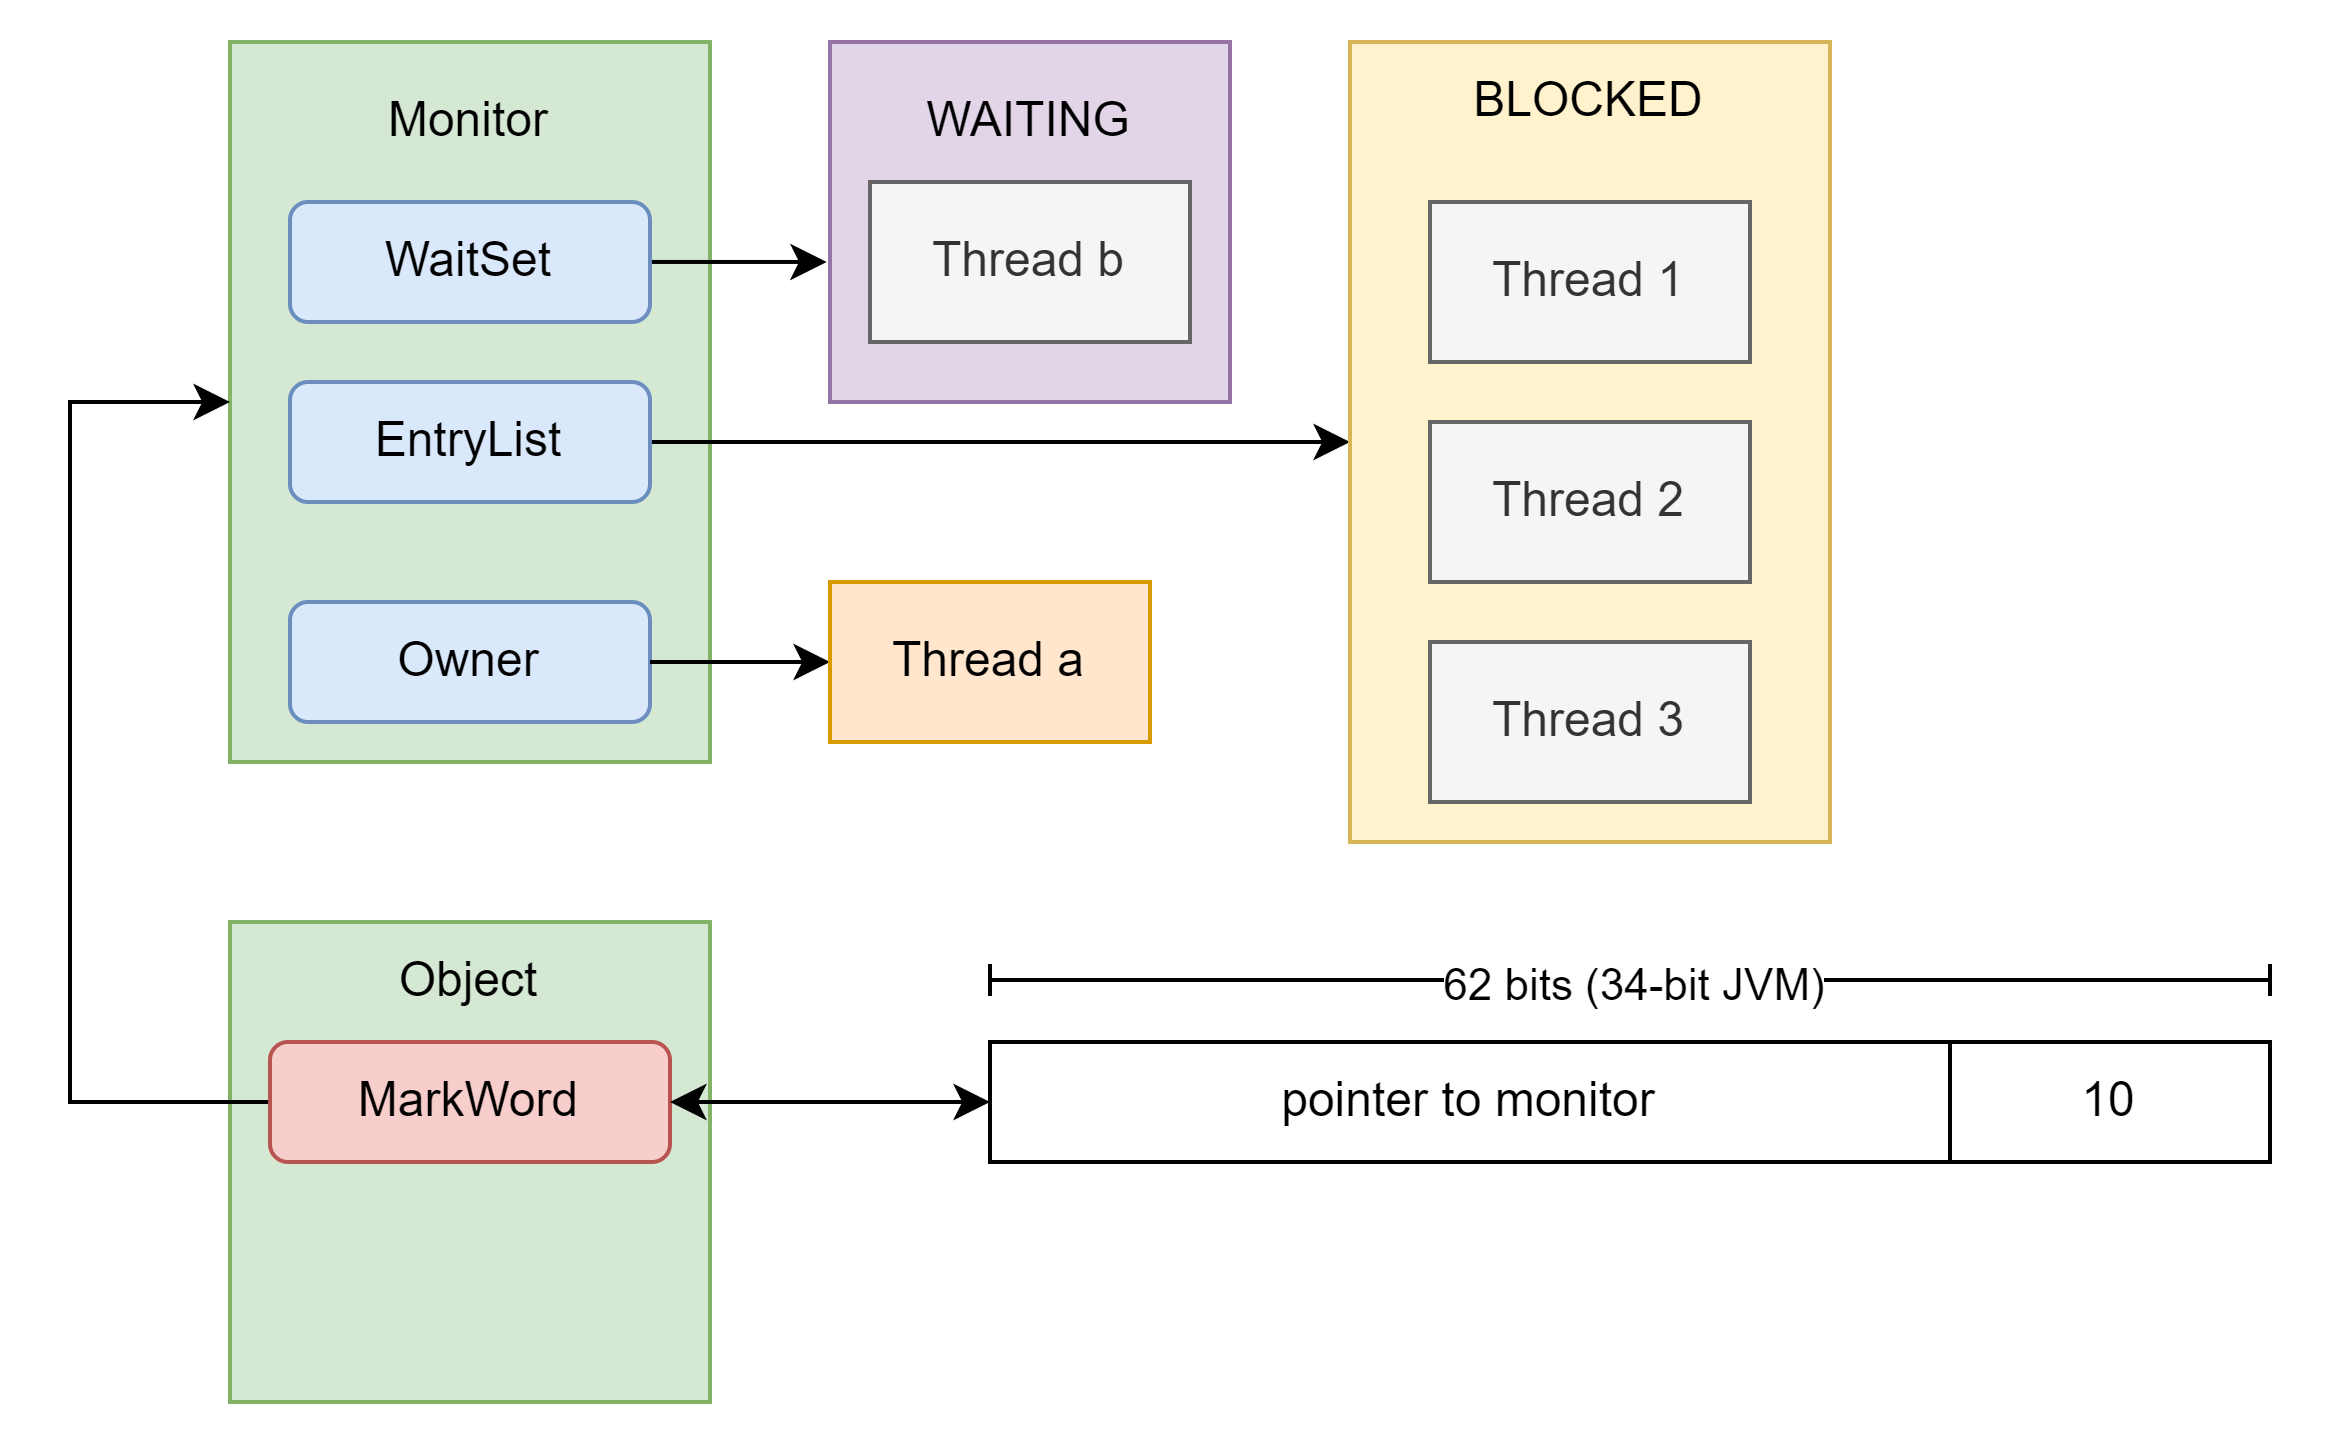 Monitor
WaitSet
EntryList
Owner
WAITING
Thread b
Thread a
BLOCKED
Thread 1
Thread 2
Thread 3
Object
MarkWord
62 bits (34-bit JVM)
pointer to monitor
10